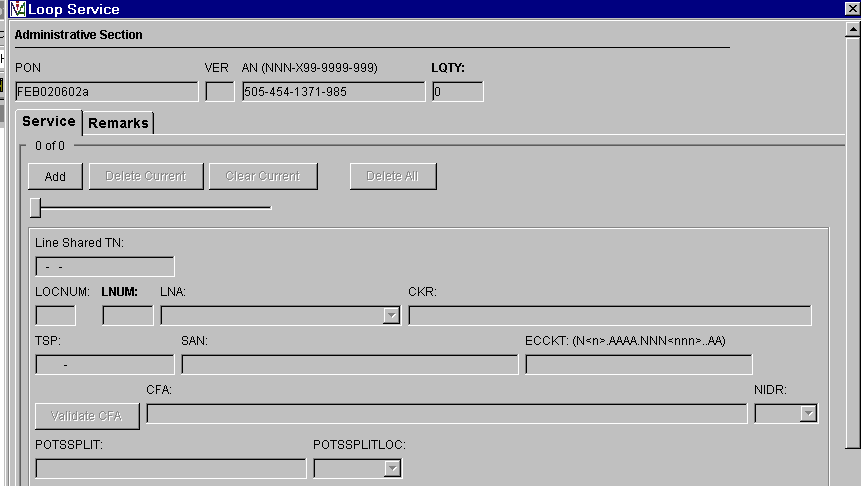 Loop Service
Administrative Section
PON VER AN (NNN-X99-9999-999) LQTY:
FEB020602a 505-454-1371-985 0
Service Remarks
0 of 0
Add Delete Current Clear Current Delete All
Line Shared TN:
- -
LOCNUM: LNUM: LNA: CKR:
TSP: SAN: ECCKT: (N<n>.AAAA.NNN<nnn>..AA)
-
CFA: NIDR:
Validate CFA
POTSSPLIT: POTSSPLITLOC: